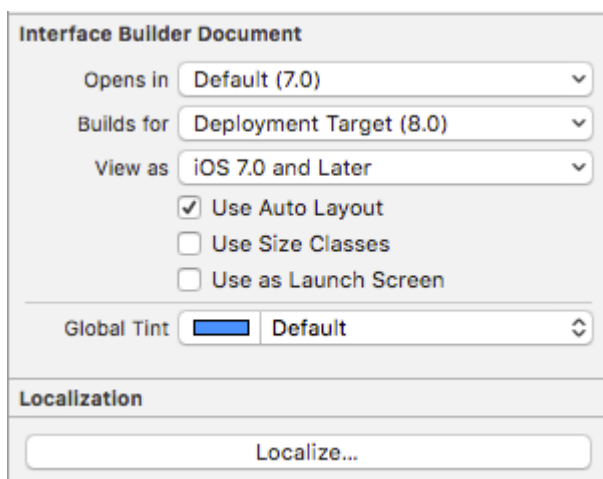 Interface Builder Document
Opens in Default (7.0)
Builds for Deployment Target (8.0)
View as iOS 7.0 and Later
Use Auto Layout
Use Size Classes
Use as Launch Screen
Global Tint Default
Localization
Localize...